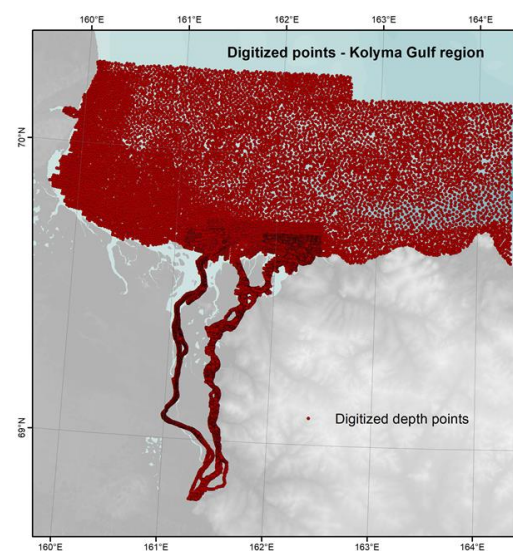 160°E 161°E 162°E 163°E 164°E
Digitized points - Kolyma Gulf region
70°N
69°N
Digitized depth points
160°E 161°E 162°E 163°E 164°E